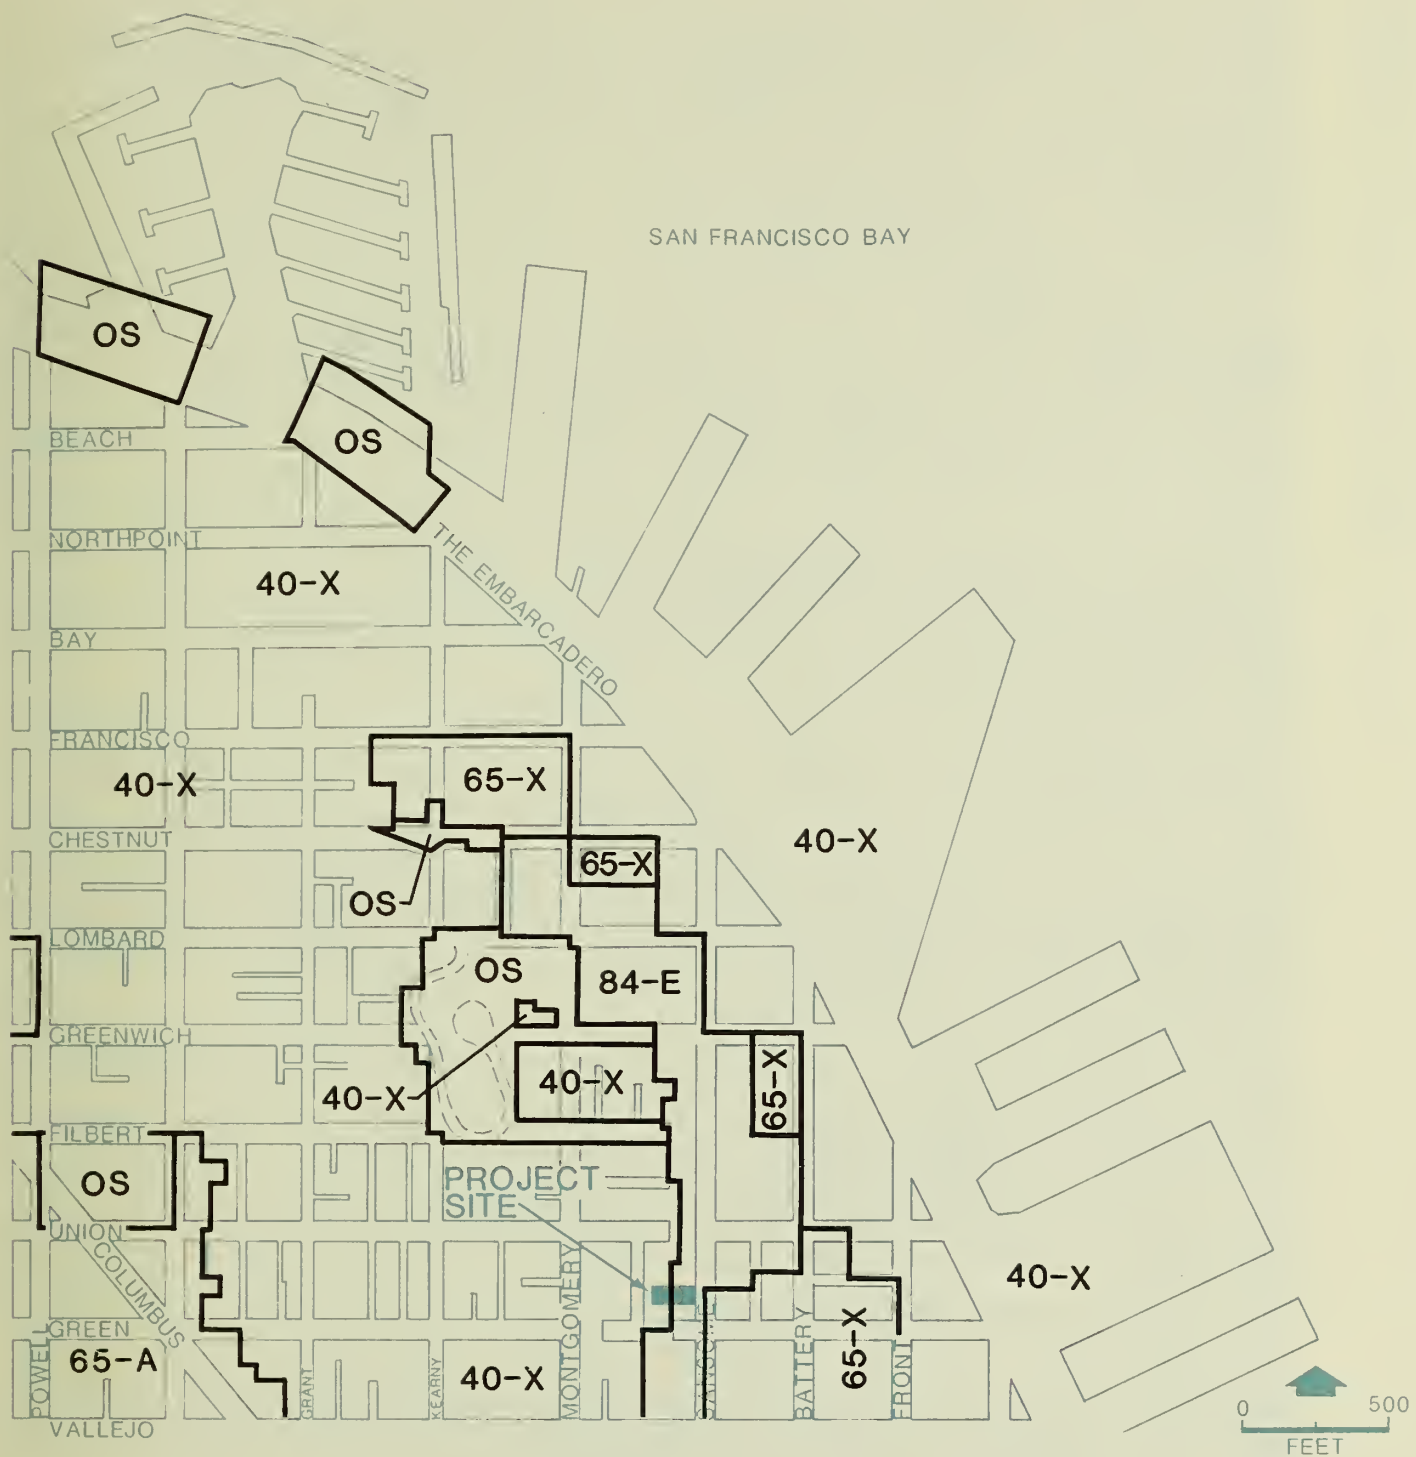 SAN FRANCISCO BAY
OS
OS
BEACH
NORTHPOINT
THE EMBARCADERO
40-X
BAY
FRANCISCO
40-X
65-X
CHESTNUT
40-X
65-X
OS
LOMBARD
OS
84-E
GREENWICH
40-X
40-X
65-X
FILBERT
OS
PROJECT
SITE
UNION
COLUMBUS
40-X
GREEN
65-A
40-X
65-X
POWELL
GRANT
KEARNY
MONTGOMERY
SANSOME
BATTERY
FRONT
VALLEJO
0 500
FEET